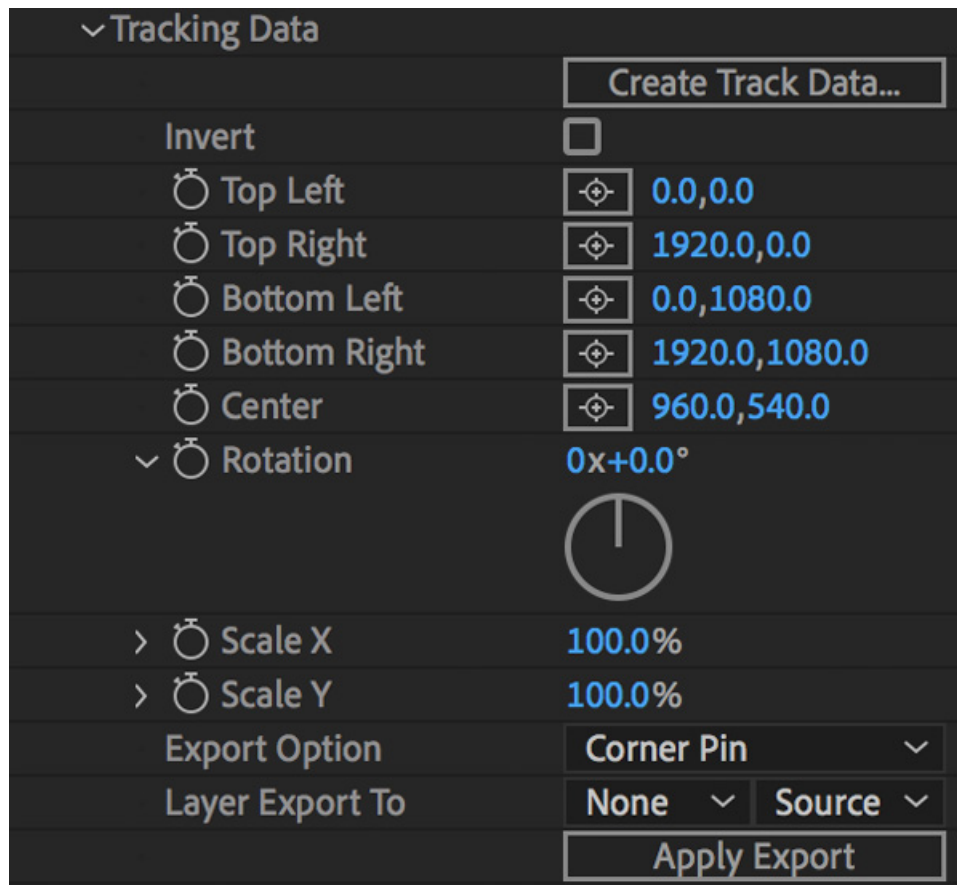 Tracking Data
Create Track Data...
Invert
Top Left 0.0,0.0
Top Right 1920.0,0.0
Bottom Left 0.0,1080.0
Bottom Right 1920.0,1080.0
Center 960.0,540.0
Rotation 0x+0.0°
Scale X 100.0%
Scale Y 100.0%
Export Option Corner Pin
Layer Export To None Source
Apply Export